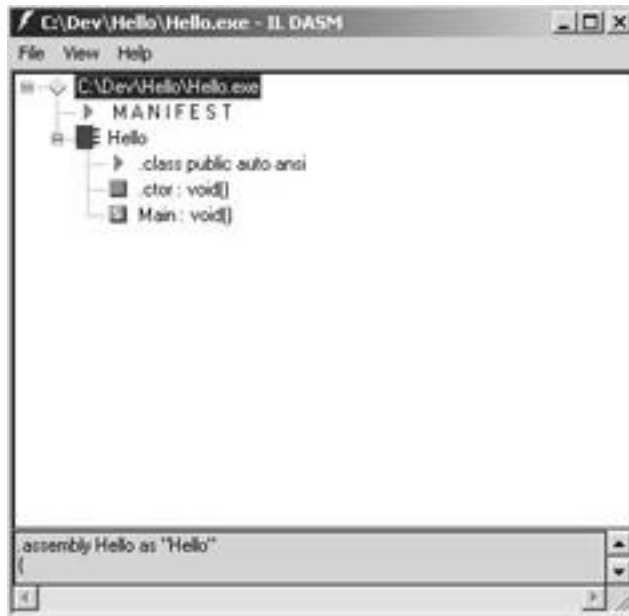 C:\Dev\Hello\Hello.exe - IL DASM
File View Help
C:\Dev\Hello\Hello.exe
MANIFEST
Hello
.class public auto ansi
.ctor : void()
Main : void()
.assembly Hello as "Hello"
{